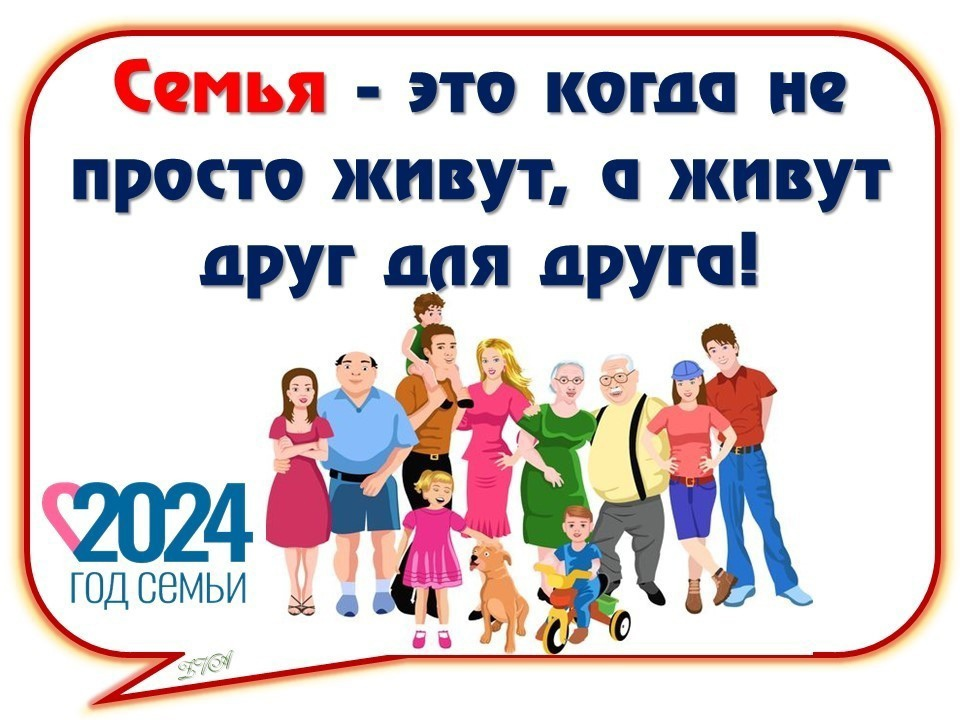 Семья - это когда не
просто живут, а живут
друг для друга!
2024
ГОД СЕМЬИ